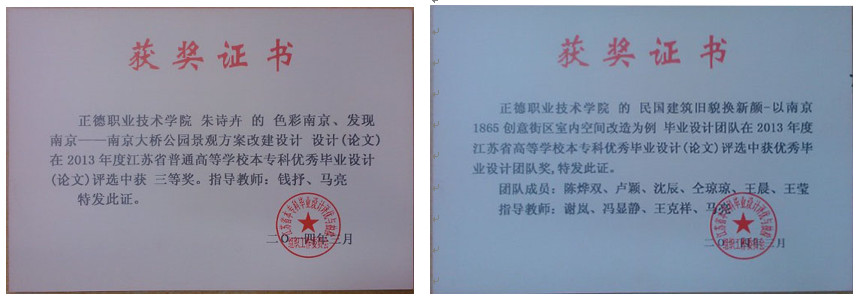 获奖证书
正德职业技术学院 朱诗卉 的 色彩南京、发现
南京——南京大桥公园景观方案改建设计 设计(论文)
在2013年度江苏省普通高等学校本专科优秀毕业设计
(论文)评选中获 三等奖。指导教师：钱抒、马亮
特发此证。
二〇一四年三月
获奖证书
正德职业技术学院 的 民国建筑旧貌换新颜-以南京
1865创意街区室内空间改造为例 毕业设计团队在2013年度
江苏省高等学校本专科优秀毕业设计(论文)评选中获优秀毕
业设计团队奖,特发此证。
团队成员：陈烨双、卢颖、沈辰、仝琼琼、王晨、王莹
指导教师：谢岚、冯显静、王克祥、马亮
二〇一四年三月